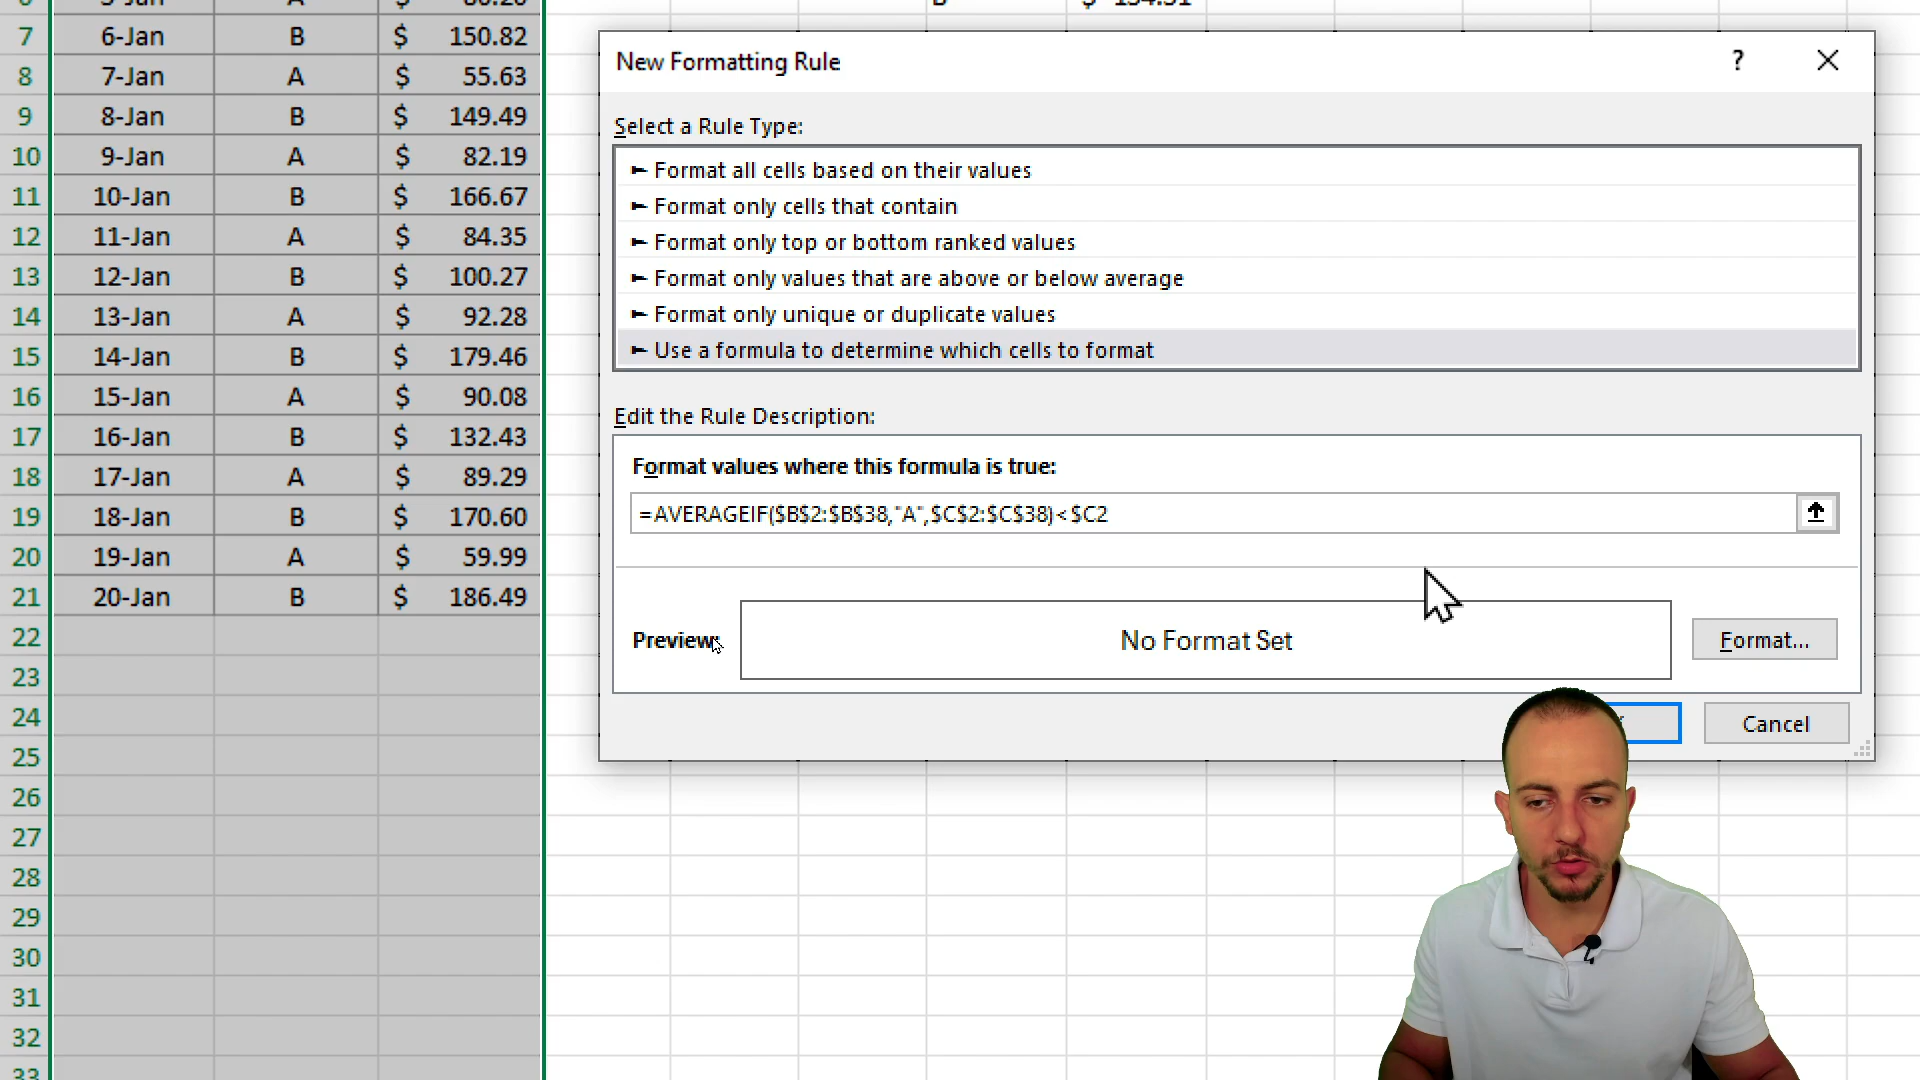 7 6-Jan B $ 150.82
8 7-Jan A $ 55.63
9 8-Jan B $ 149.49
10 9-Jan A $ 82.19
11 10-Jan B $ 166.67
12 11-Jan A $ 84.35
13 12-Jan B $ 100.27
14 13-Jan A $ 92.28
15 14-Jan B $ 179.46
16 15-Jan A $ 90.08
17 16-Jan B $ 132.43
18 17-Jan A $ 89.29
19 18-Jan B $ 170.60
20 19-Jan A $ 59.99
21 20-Jan B $ 186.49
22
23
24
25
26
27
28
29
30
31
32
33
New Formatting Rule
?
Select a Rule Type:
► Format all cells based on their values
► Format only cells that contain
► Format only top or bottom ranked values
► Format only values that are above or below average
► Format only unique or duplicate values
► Use a formula to determine which cells to format
Edit the Rule Description:
Format values where this formula is true:
=AVERAGEIF($B$2:$B$38,"A",$C$2:$C$38)<$C2
Preview:
No Format Set
Format...
Cancel